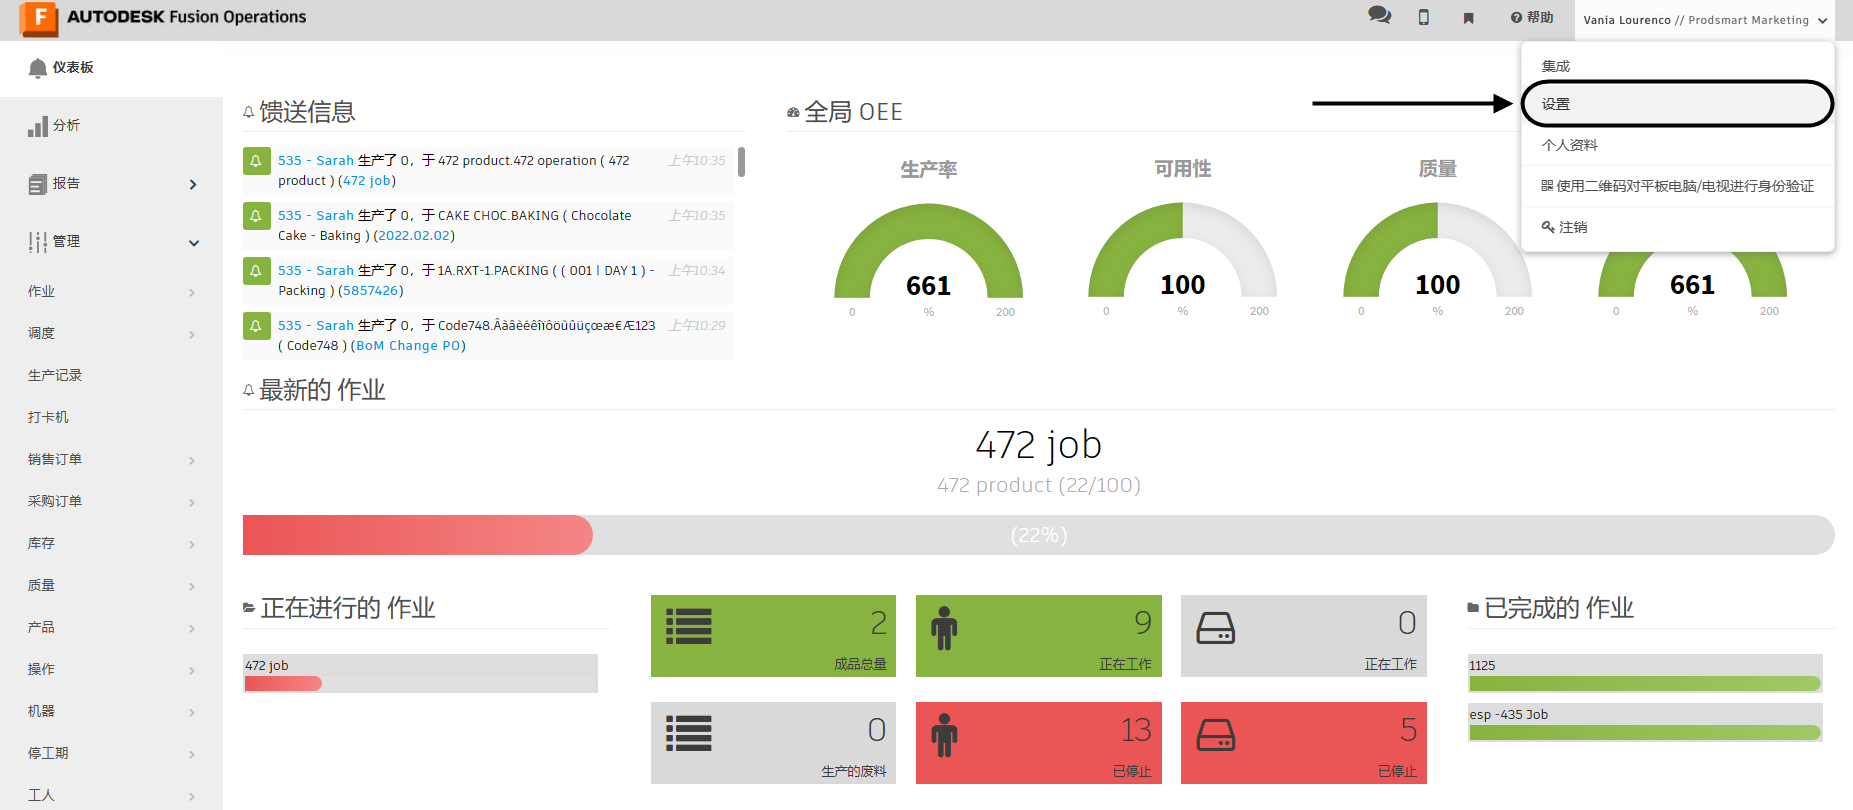 AUTODESK Fusion Operations
帮助
Vania Lourenco // Prodsmart Marketing
集成
设置
个人资料
使用二维码对平板电脑/电视进行身份验证
注销
仪表板
分析
报告
管理
作业
调度
生产记录
打卡机
销售订单
采购订单
库存
质量
产品
操作
机器
停工期
工人
馈送信息
535 - Sarah 生产了 0，于 472 product.472 operation ( 472 上午10:35
product ) (472 job)
535 - Sarah 生产了 0，于 CAKE CHOC.BAKING ( Chocolate 上午10:35
Cake - Baking ) (2022.02.02)
535 - Sarah 生产了 0，于 1A.RXT-1.PACKING ( ( 001 | DAY 1 ) - 上午10:34
Packing ) (5857426)
535 - Sarah 生产了 0，于 Code748.Âàâèéêîïôöùûüçœæ€Æ123 上午10:29
( Code748 ) (BoM Change PO)
全局 OEE
生产率
661
0 % 200
可用性
100
0 % 200
质量
100
0 % 200
661
0 % 200
最新的 作业
472 job
472 product (22/100)
(22%)
正在进行的 作业
472 job
2
成品总量
9
正在工作
0
正在工作
0
生产的废料
13
已停止
5
已停止
已完成的 作业
1125
esp -435 Job